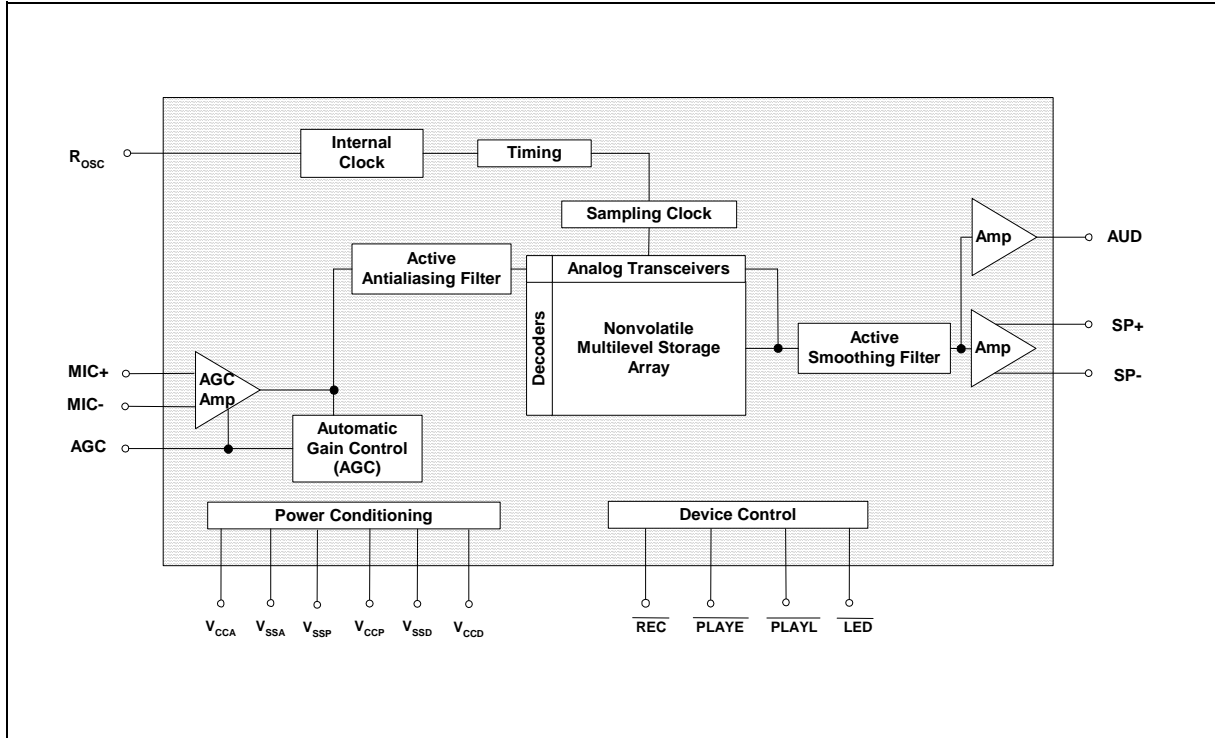 R_OSC
Internal
Clock
Timing
Sampling Clock
Active
Antialiasing Filter
Analog Transceivers
Decoders
Nonvolatile
Multilevel Storage
Array
Active
Smoothing Filter
Amp
AUD
Amp
SP+
SP-
MIC+
MIC-
AGC
AGC
Amp
Automatic
Gain Control
(AGC)
Power Conditioning
V_CCA V_SSA V_SSP V_CCP V_SSD V_CCD
Device Control
REC PLAYE PLAYL LED